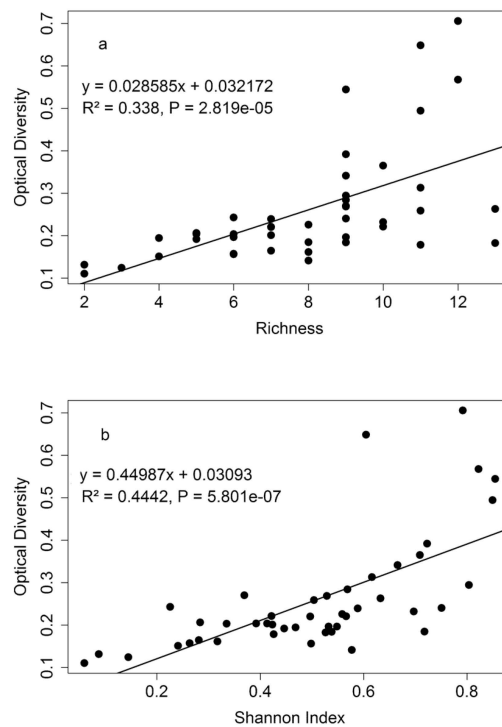 a
y = 0.028585x + 0.032172
R² = 0.338, P = 2.819e-05
Optical Diversity
0.7
0.6
0.5
0.4
0.3
0.2
0.1
2 4 6 8 10 12
Richness
b
y = 0.44987x + 0.03093
R² = 0.4442, P = 5.801e-07
Optical Diversity
0.7
0.6
0.5
0.4
0.3
0.2
0.1
0.2 0.4 0.6 0.8
Shannon Index